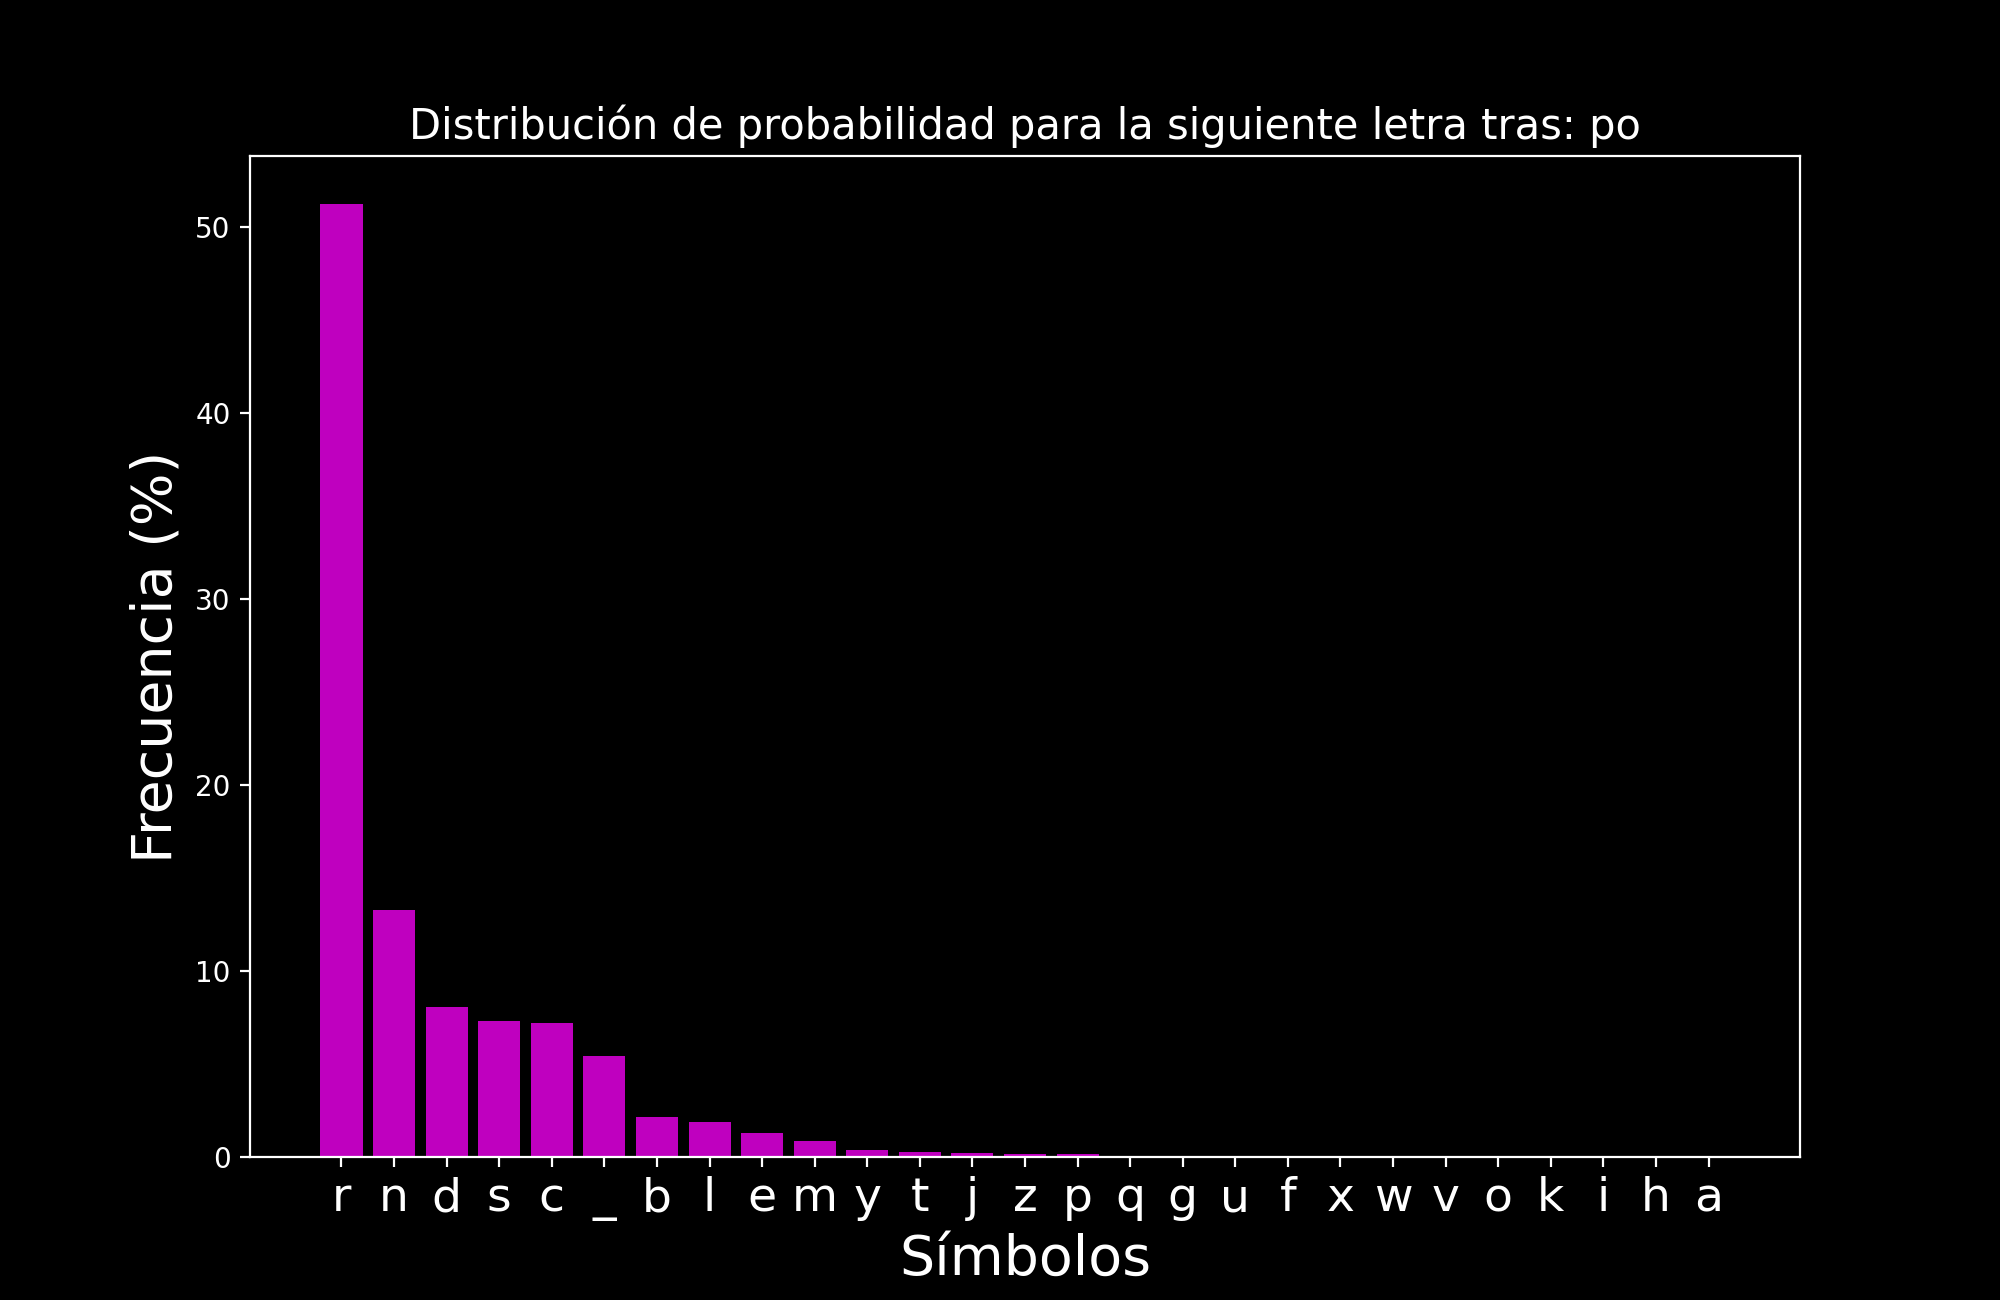 Distribución de probabilidad para la siguiente letra tras: po
50
40
30
20
10
0
Frecuencia (%)
r n d s c _ b l e m y t j z p q g u f x w v o k i h a
Símbolos